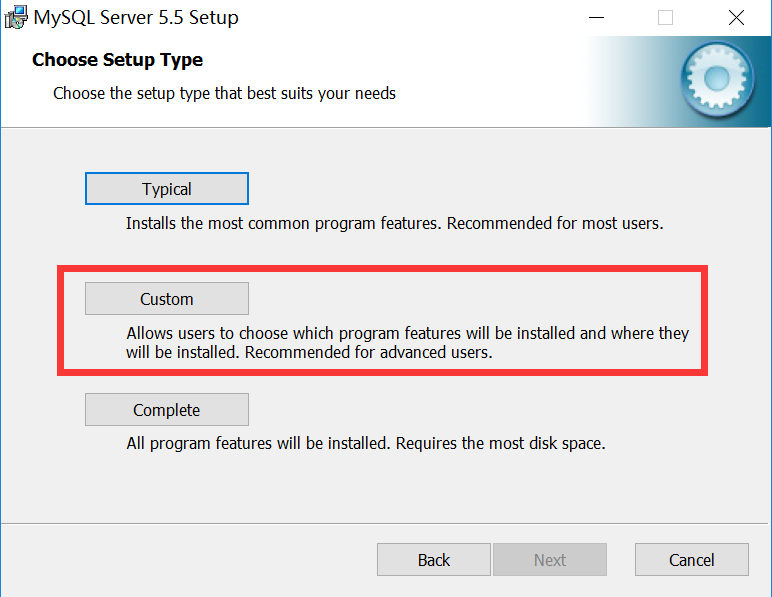 MySQL Server 5.5 Setup
Choose Setup Type
Choose the setup type that best suits your needs
Typical
Installs the most common program features. Recommended for most users.
Custom
Allows users to choose which program features will be installed and where they
will be installed. Recommended for advanced users.
Complete
All program features will be installed. Requires the most disk space.
Back
Next
Cancel